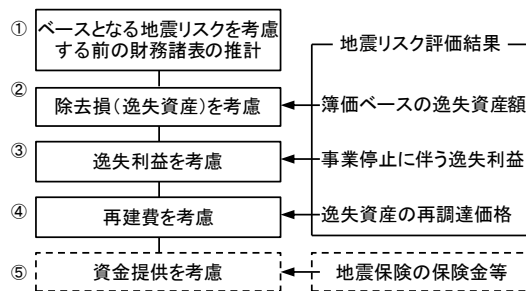 ① ベースとなる地震リスクを考慮
する前の財務諸表の推計
地震リスク評価結果
② 除去損(逸失資産)を考慮
簿価ベースの逸失資産額
③ 逸失利益を考慮
事業停止に伴う逸失利益
④ 再建費を考慮
逸失資産の再調達価格
⑤ 資金提供を考慮
地震保険の保険金等